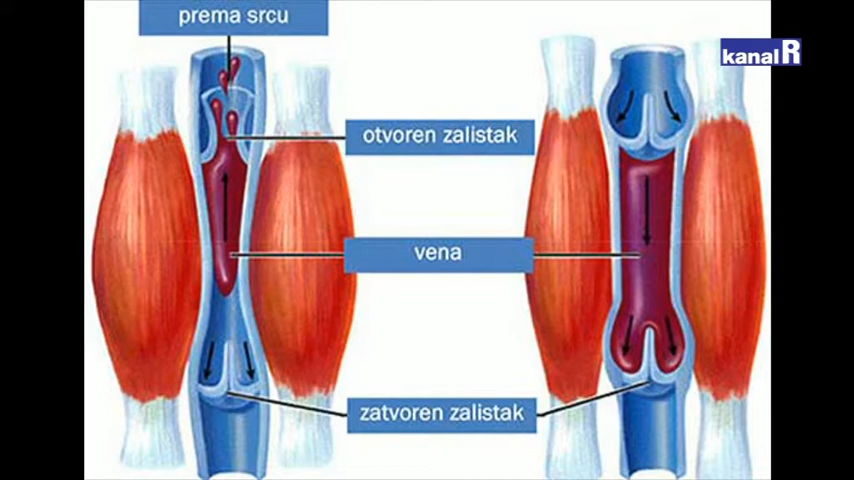 prema srcu
kanal R
otvoren zalistak
vena
zatvoren zalistak